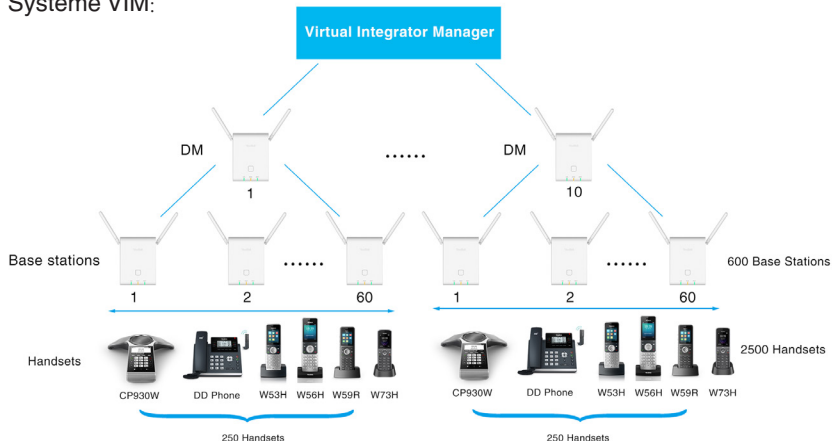 Système VIM:
Virtual Integrator Manager
DM
......
DM
1
10
Base stations
......
......
600 Base Stations
1
2
60
1
2
60
Handsets
2500 Handsets
CP930W
DD Phone
W53H
W56H
W59R
W73H
CP930W
DD Phone
W53H
W56H
W59R
W73H
250 Handsets
250 Handsets